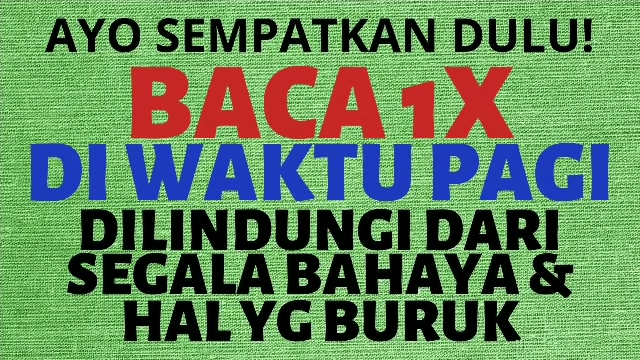 AYO SEMPATKAN DULU!
BACA 1X
DI WAKTU PAGI
DILINDUNGI DARI
SEGALA BAHAYA &
HAL YG BURUK